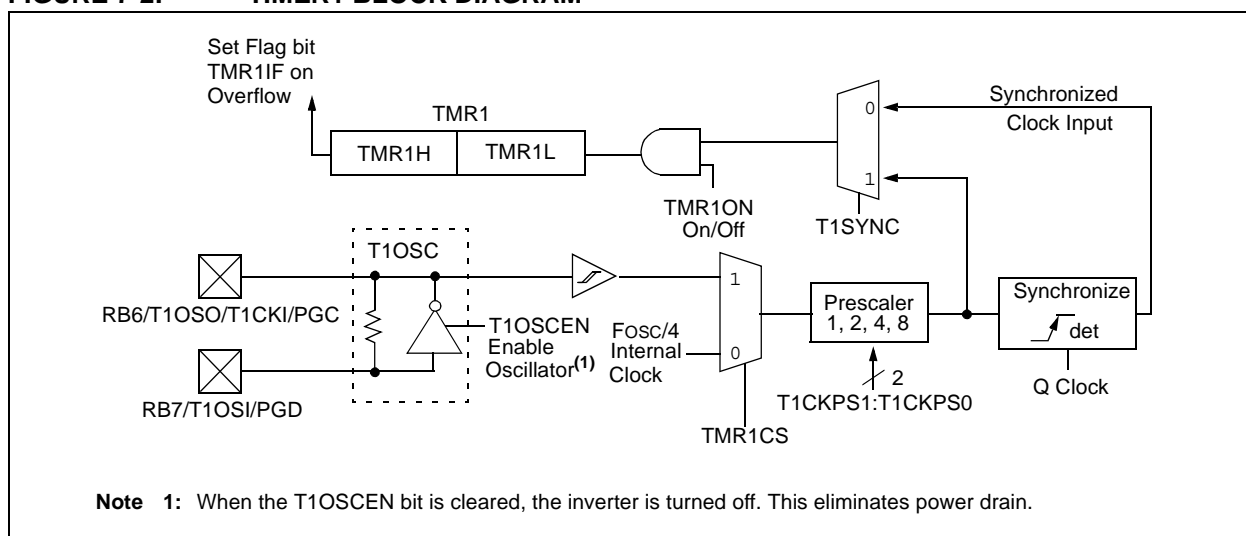 Set Flag bit
TMR1IF on
Overflow
TMR1
TMR1H
TMR1L
0
1
Synchronized
Clock Input
TMR1ON
On/Off
T1SYNC
T1OSC
RB6/T1OSO/T1CKI/PGC
T1OSCEN
Enable
Oscillator(1)
FOSC/4
Internal
Clock
1
0
Prescaler
1, 2, 4, 8
Synchronize
det
2
T1CKPS1:T1CKPS0
Q Clock
RB7/T1OSI/PGD
TMR1CS
Note 1: When the T1OSCEN bit is cleared, the inverter is turned off. This eliminates power drain.